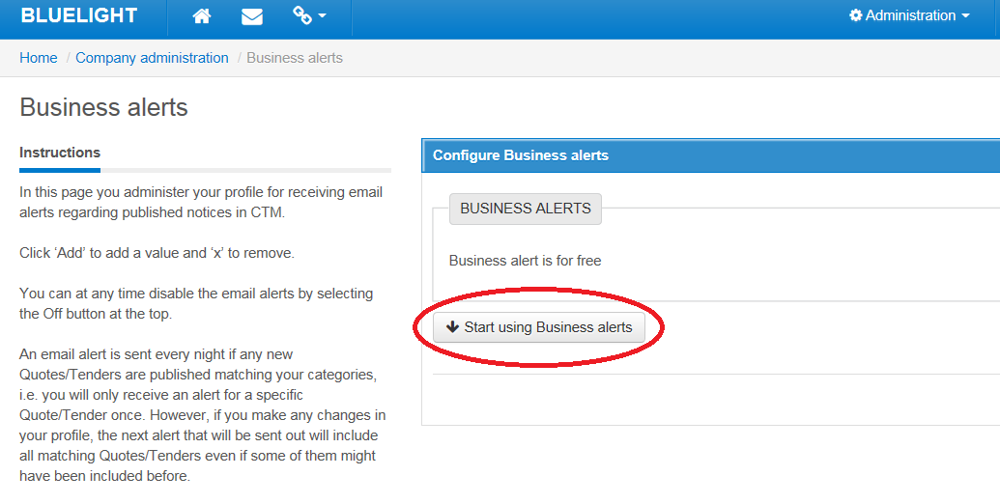 BLUELIGHT
Administration
Home / Company administration / Business alerts
Business alerts
Instructions
In this page you administer your profile for receiving email
alerts regarding published notices in CTM.
Click ‘Add’ to add a value and ‘x’ to remove.
You can at any time disable the email alerts by selecting
the Off button at the top.
An email alert is sent every night if any new
Quotes/Tenders are published matching your categories,
i.e. you will only receive an alert for a specific
Quote/Tender once. However, if you make any changes in
your profile, the next alert that will be sent out will include
all matching Quotes/Tenders even if some of them might
have been included before.
Configure Business alerts
BUSINESS ALERTS
Business alert is for free
Start using Business alerts